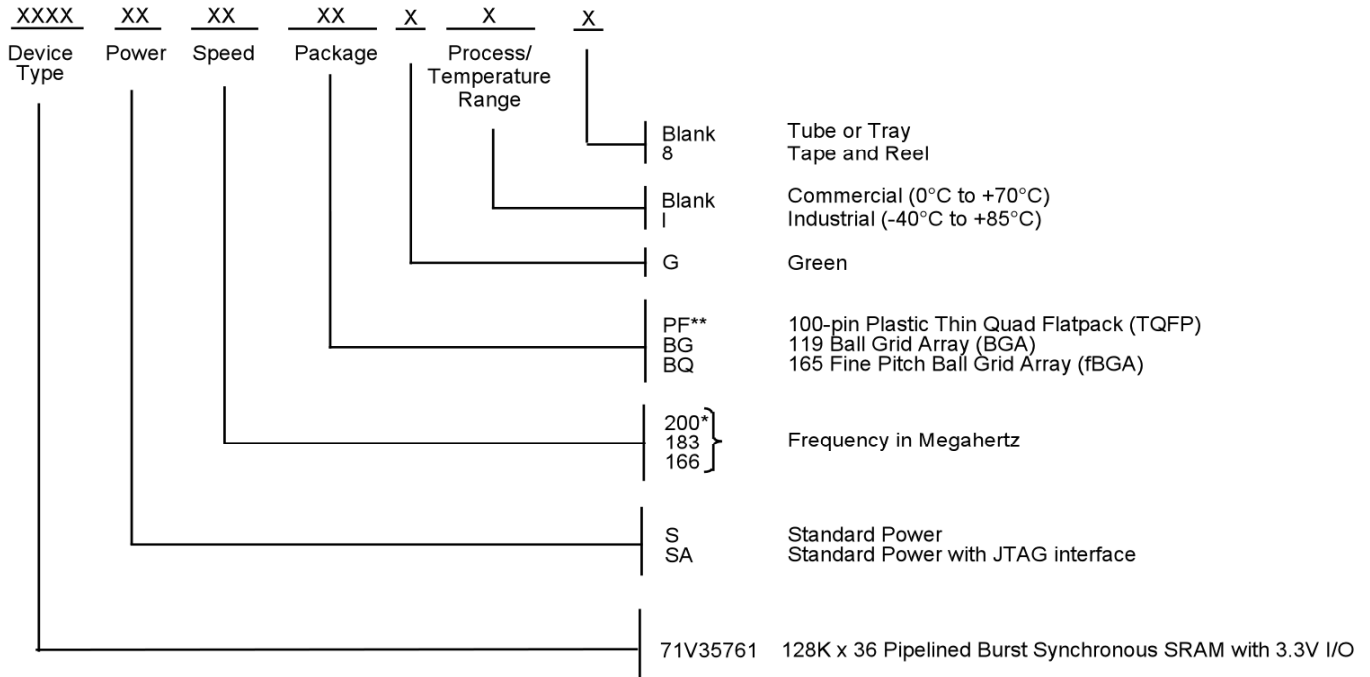 XXXX XX XX XX X X X
Device Type Power Speed Package Process/ Temperature Range
Blank Tube or Tray
8 Tape and Reel
Blank Commercial (0°C to +70°C)
I Industrial (-40°C to +85°C)
G Green
PF** 100-pin Plastic Thin Quad Flatpack (TQFP)
BG 119 Ball Grid Array (BGA)
BQ 165 Fine Pitch Ball Grid Array (fBGA)
200*
183 Frequency in Megahertz
166
S Standard Power
SA Standard Power with JTAG interface
71V35761 128K x 36 Pipelined Burst Synchronous SRAM with 3.3V I/O